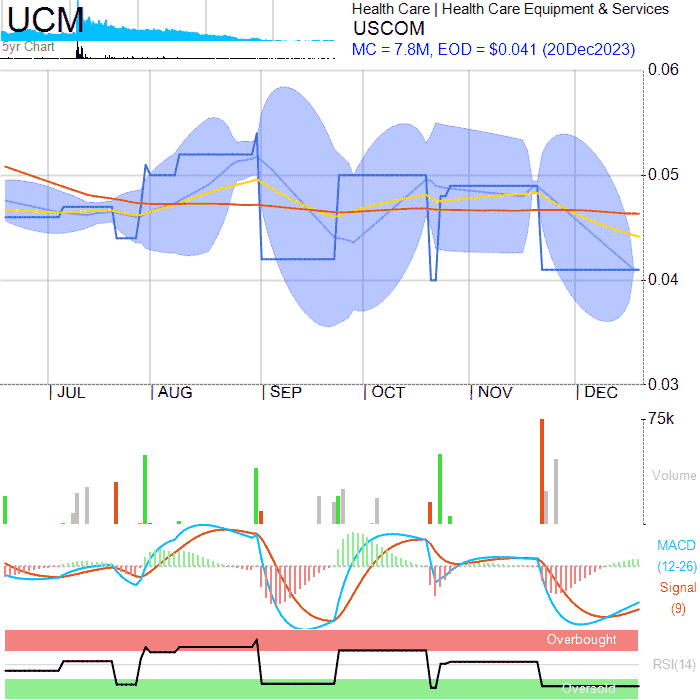 UCM
Health Care | Health Care Equipment & Services
USCOM
5yr Chart
MC = 7.8M, EOD = $0.041 (20Dec2023)
0.06
0.05
0.04
0.03
JUL AUG SEP OCT NOV DEC
75k
Volume
MACD
(12-26)
Signal
(9)
Overbought
RSI(14)
Oversold